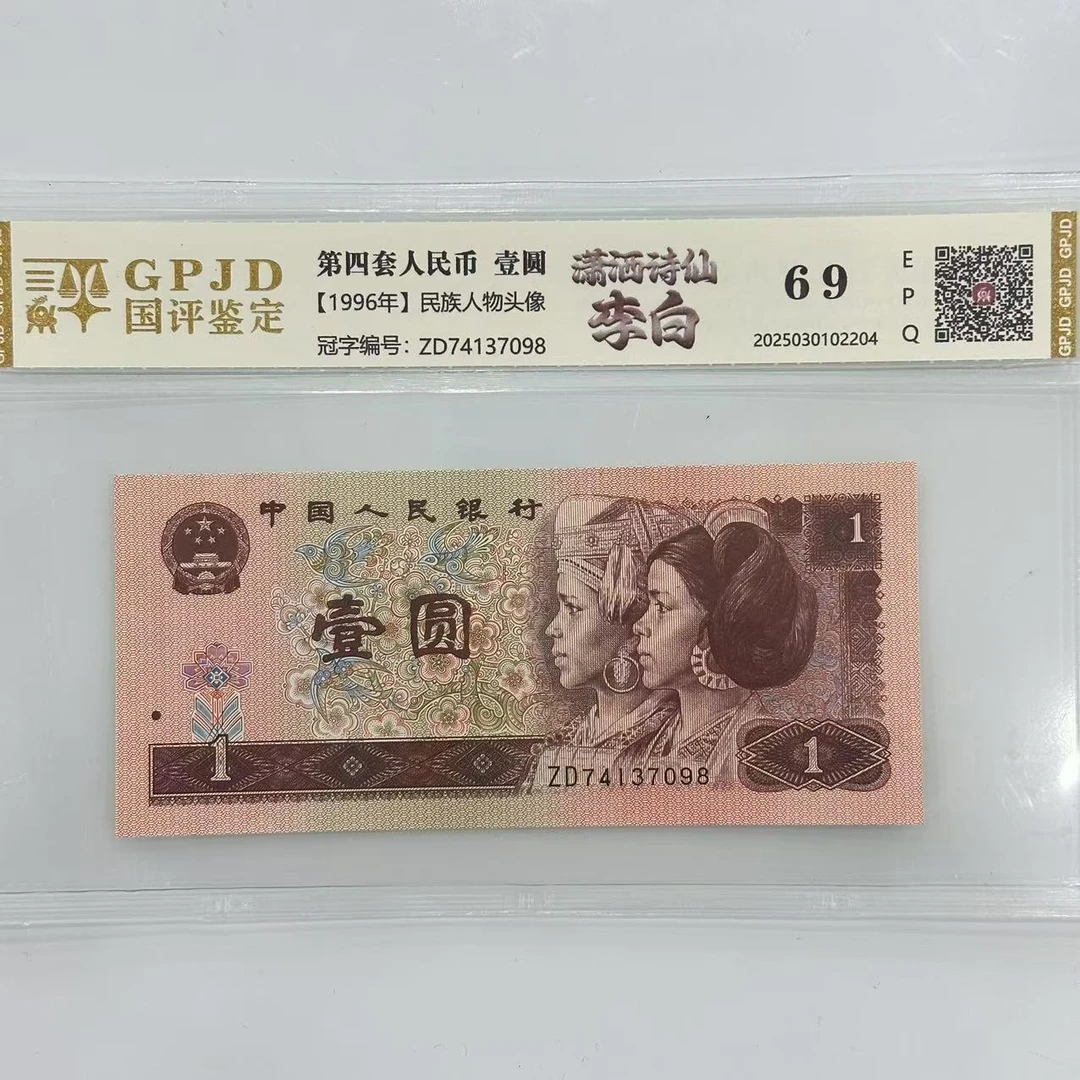 GPJD
国评鉴定
第四套人民币 壹圆
【1996年】民族人物头像
冠字编号：ZD74137098
潇洒诗仙
李白
69
2025030102204
E
P
Q
GPJD GPJD GPJD
中国人民银行
1
壹圆
1
1
ZD74137098